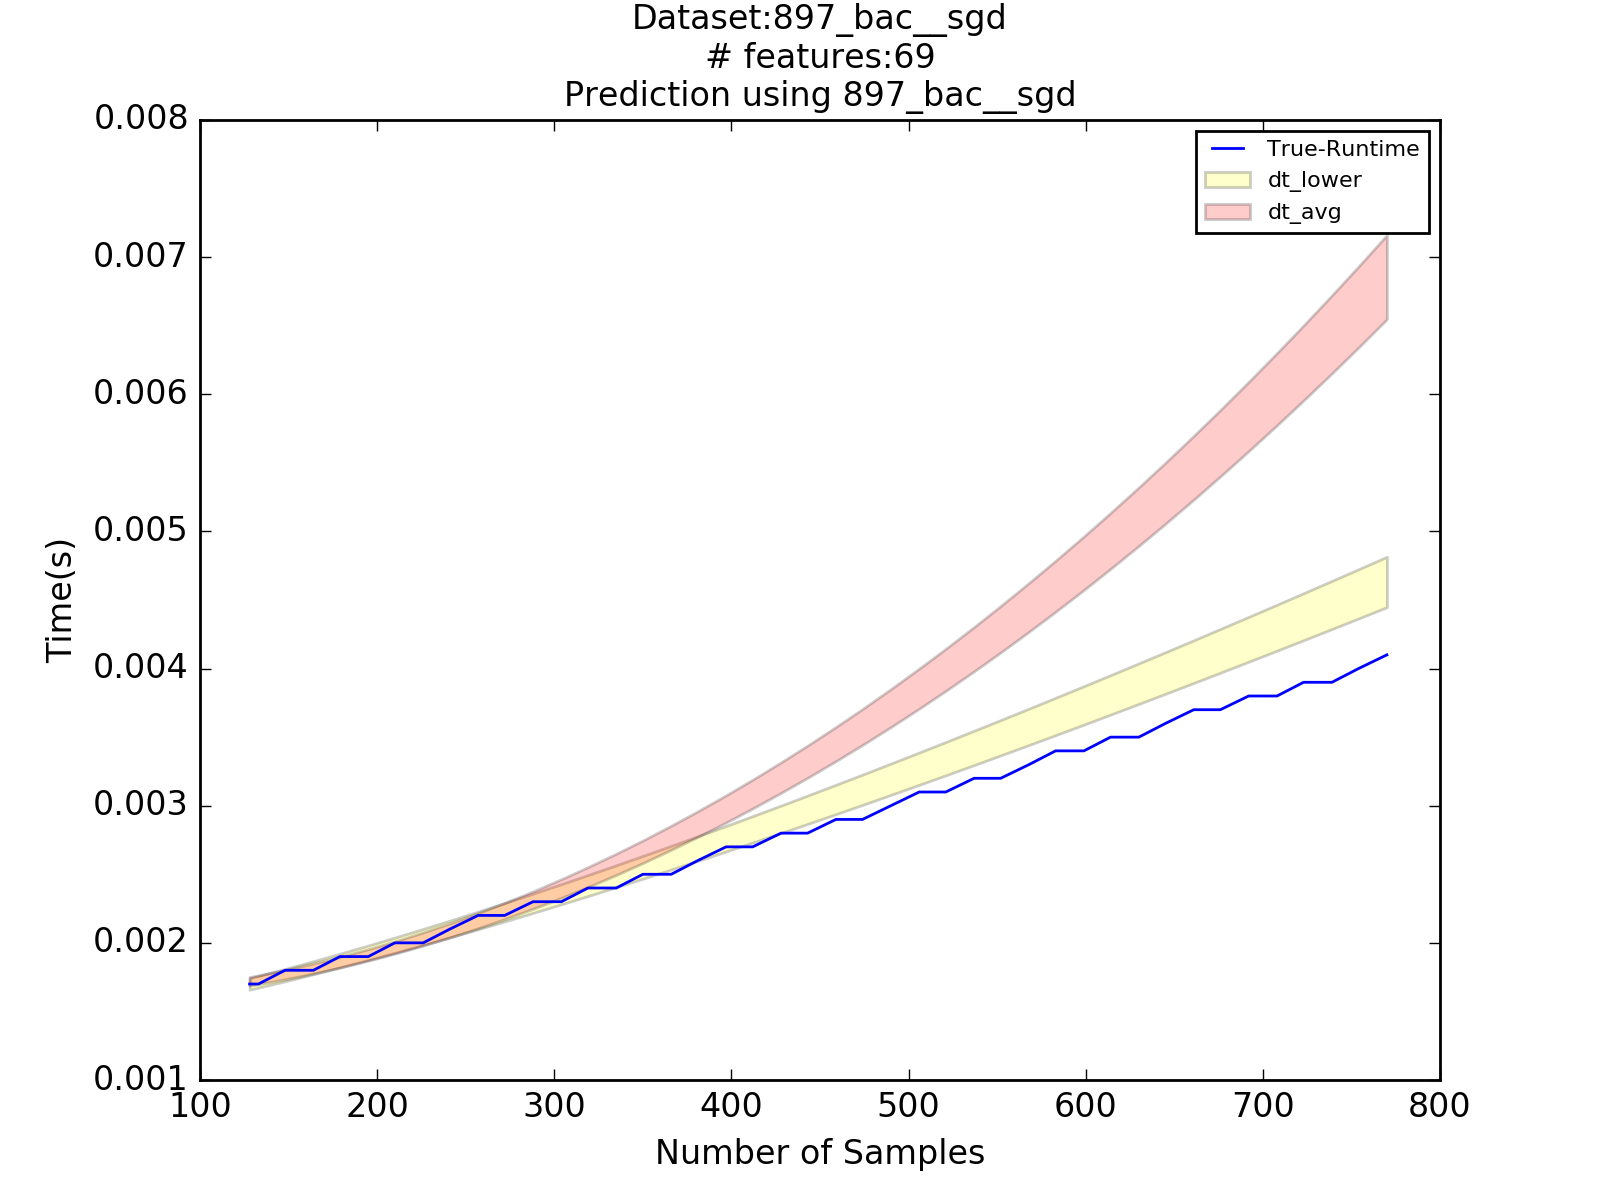 Dataset:897_bac__sgd
# features:69
Prediction using 897_bac__sgd
True-Runtime
dt_lower
dt_avg
0.008
0.007
0.006
0.005
0.004
0.003
0.002
0.001
Time(s)
100 200 300 400 500 600 700 800
Number of Samples